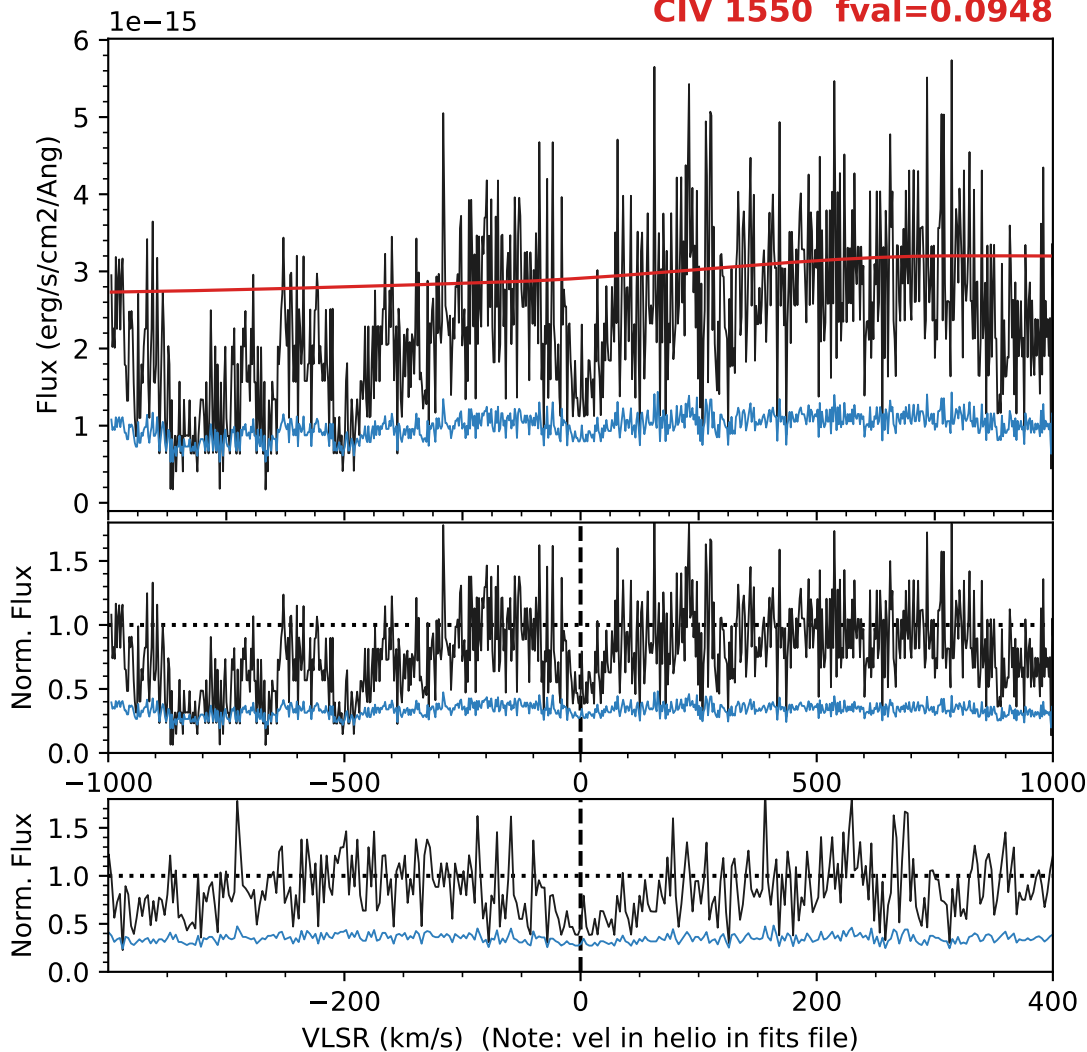 CIV 1550 fval=0.0948
1e−15
6
5
4
3
2
1
0
Flux (erg/s/cm2/Ang)
1.5
1.0
0.5
0.0
Norm. Flux
−1000 −500 0 500 1000
1.5
1.0
0.5
0.0
Norm. Flux
−200 0 200 400
VLSR (km/s) (Note: vel in helio in fits file)